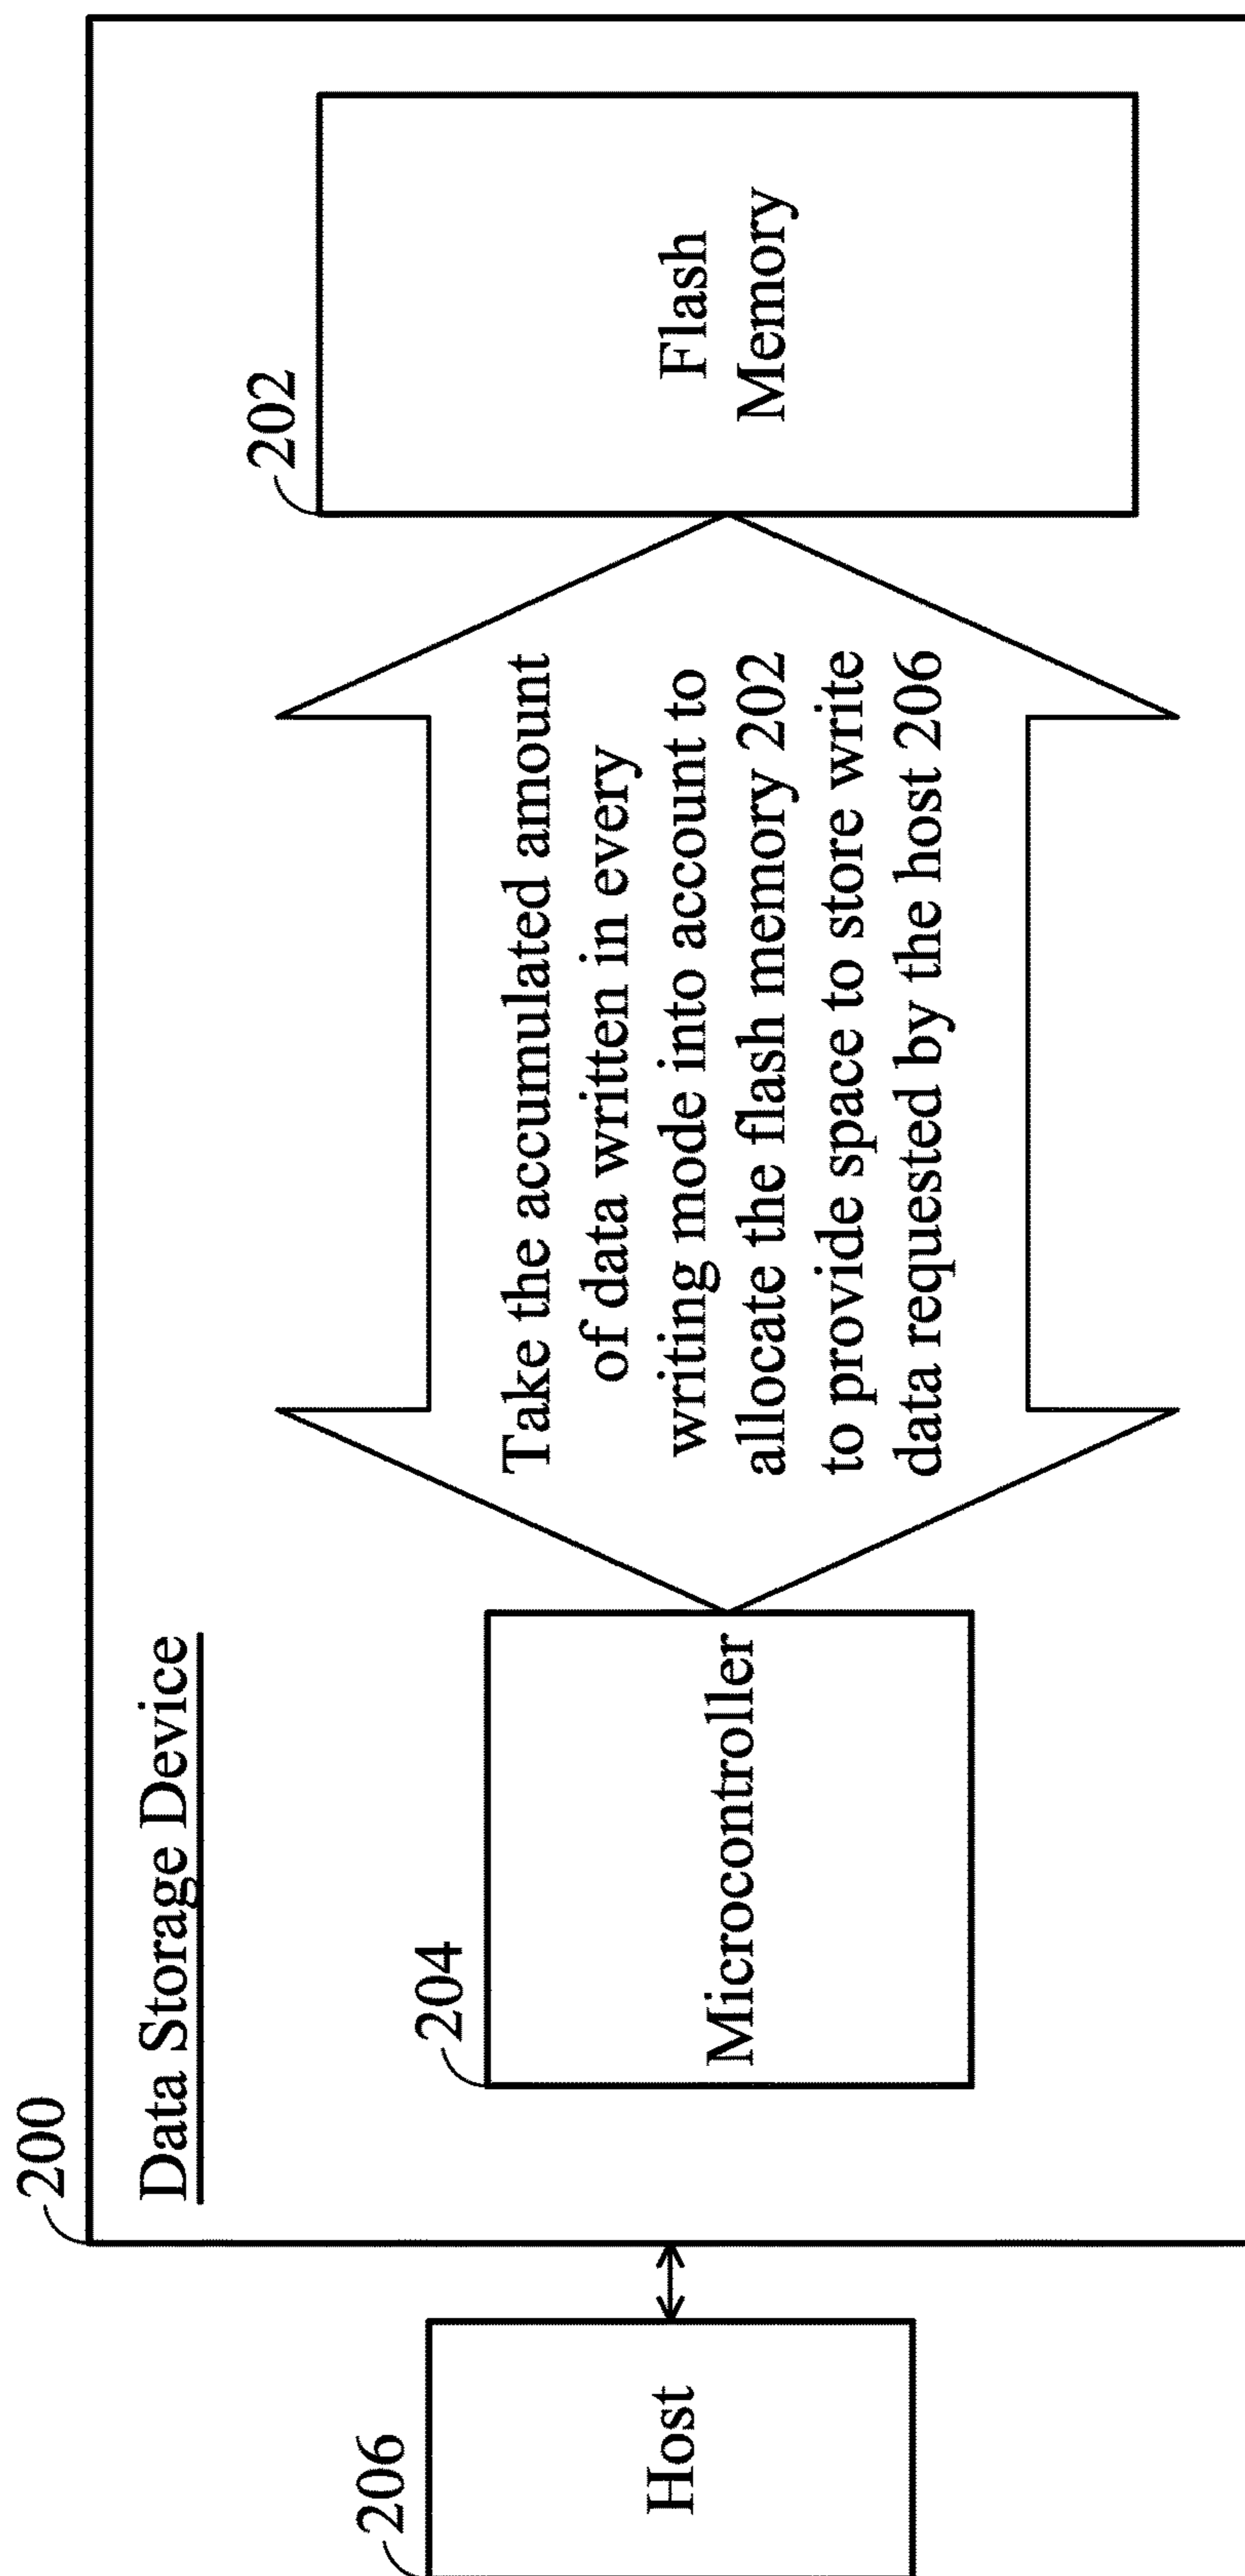 200
Data Storage Device
206
Host
204
Microcontroller
Take the accumulated amount
of data written in every
writing mode into account to
allocate the flash memory 202
to provide space to store write
data requested by the host 206
202
Flash
Memory